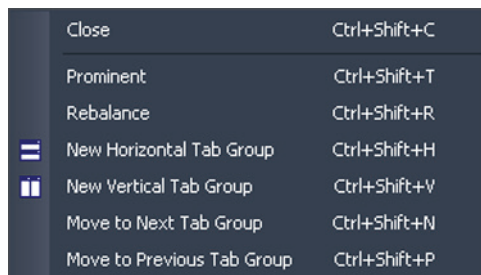 Close Ctrl+Shift+C
Prominent Ctrl+Shift+T
Rebalance Ctrl+Shift+R
New Horizontal Tab Group Ctrl+Shift+H
New Vertical Tab Group Ctrl+Shift+V
Move to Next Tab Group Ctrl+Shift+N
Move to Previous Tab Group Ctrl+Shift+P